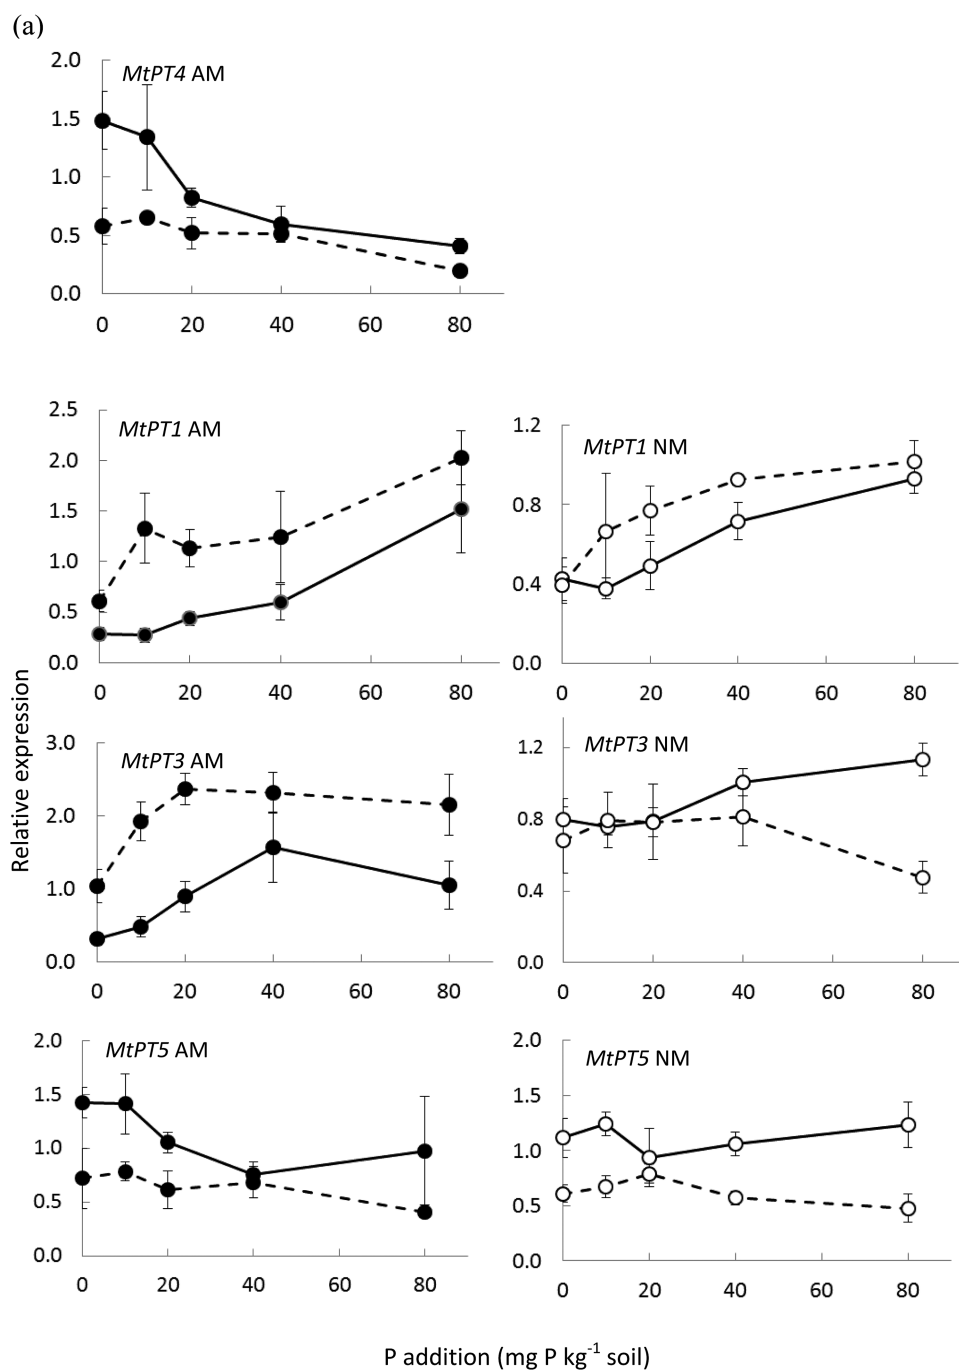 (a)
MtPT4 AM
2.0
1.5
1.0
0.5
0.0
0 20 40 60 80
MtPT1 AM
2.5
2.0
1.5
1.0
0.5
0.0
0 20 40 60 80
MtPT1 NM
1.2
0.8
0.4
0.0
0 20 40 60 80
Relative expression
MtPT3 AM
3.0
2.0
1.0
0.0
0 20 40 60 80
MtPT3 NM
1.2
0.8
0.4
0.0
0 20 40 60 80
MtPT5 AM
2.0
1.5
1.0
0.5
0.0
0 20 40 60 80
MtPT5 NM
2.0
1.5
1.0
0.5
0.0
0 20 40 60 80
P addition (mg P kg⁻¹ soil)